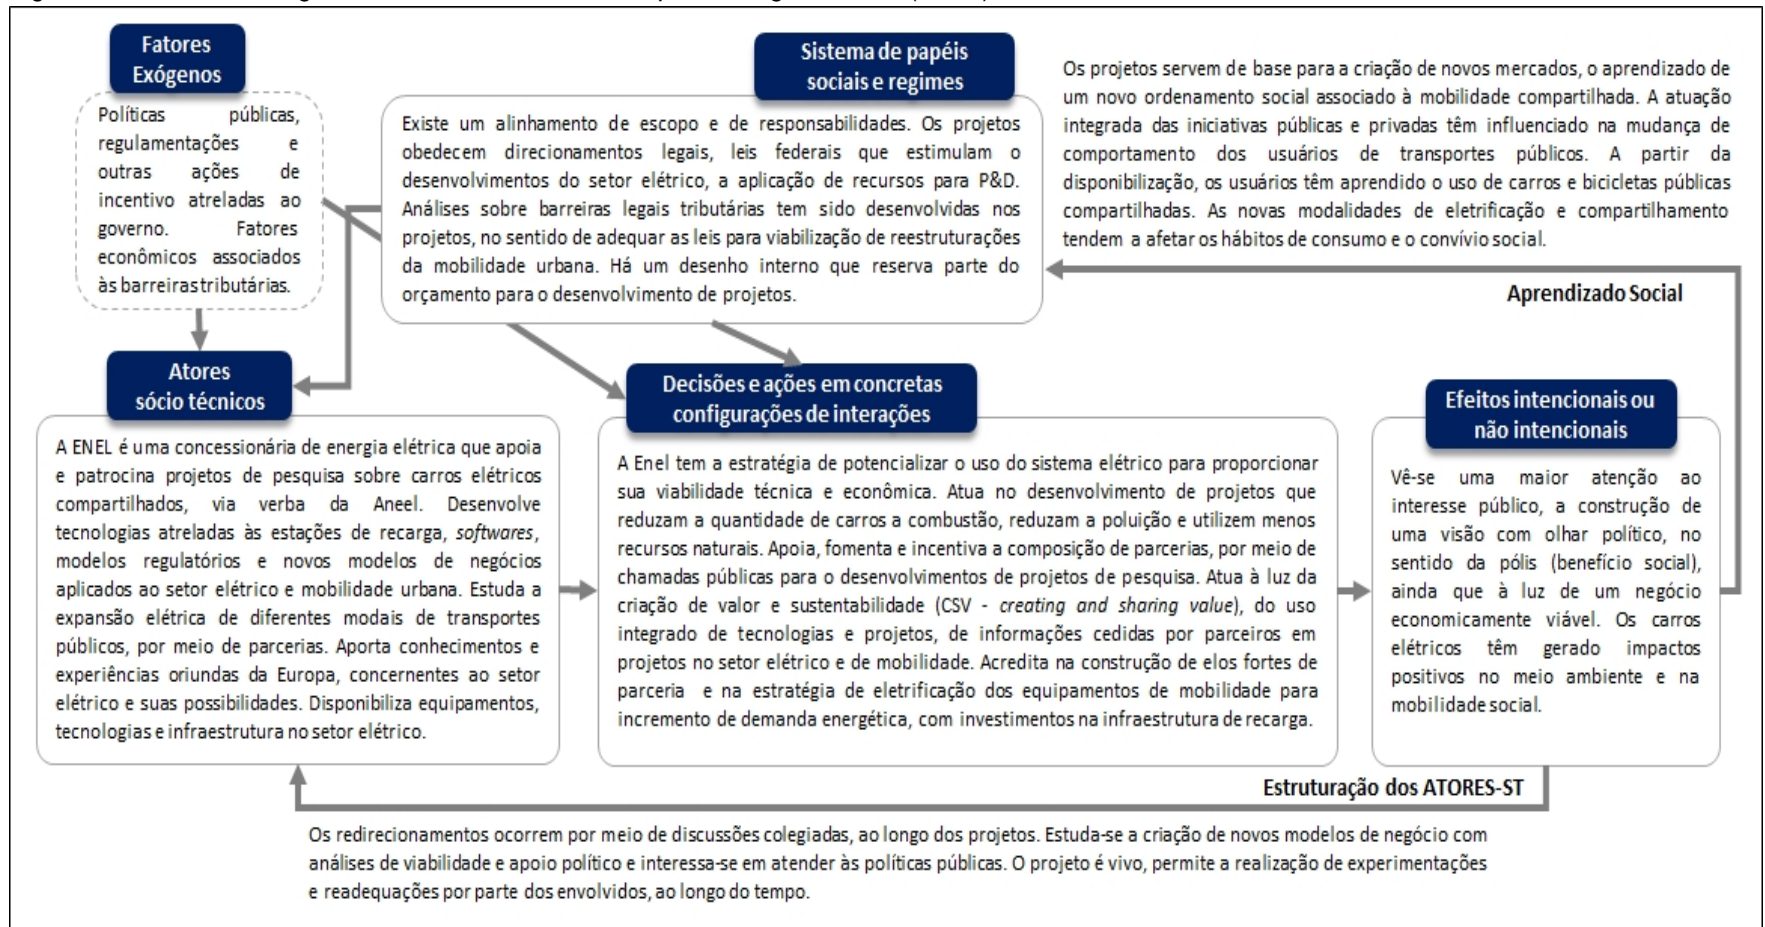 Fatores
Exógenos
Políticas públicas,
regulamentações e
outras ações de
incentivo atreladas ao
governo. Fatores
econômicos associados
às barreiras tributárias.
Sistema de papéis
sociais e regimes
Existe um alinhamento de escopo e de responsabilidades. Os projetos
obedecem direcionamentos legais, leis federais que estimulam o
desenvolvimentos do setor elétrico, a aplicação de recursos para P&D.
Análises sobre barreiras legais tributárias tem sido desenvolvidas nos
projetos, no sentido de adequar as leis para viabilização de reestruturações
da mobilidade urbana. Há um desenho interno que reserva parte do
orçamento para o desenvolvimento de projetos.
Os projetos servem de base para a criação de novos mercados, o aprendizado de
um novo ordenamento social associado à mobilidade compartilhada. A atuação
integrada das iniciativas públicas e privadas têm influenciado na mudança de
comportamento dos usuários de transportes públicos. A partir da
disponibilização, os usuários têm aprendido o uso de carros e bicicletas públicas
compartilhadas. As novas modalidades de eletrificação e compartilhamento
tendem a afetar os hábitos de consumo e o convívio social.
Aprendizado Social
Atores
sócio técnicos
A ENEL é uma concessionária de energia elétrica que apoia
e patrocina projetos de pesquisa sobre carros elétricos
compartilhados, via verba da Aneel. Desenvolve
tecnologias atreladas às estações de recarga, softwares,
modelos regulatórios e novos modelos de negócios
aplicados ao setor elétrico e mobilidade urbana. Estuda a
expansão elétrica de diferentes modais de transportes
públicos, por meio de parcerias. Aporta conhecimentos e
experiências oriundas da Europa, concernentes ao setor
elétrico e suas possibilidades. Disponibiliza equipamentos,
tecnologias e infraestrutura no setor elétrico.
Decisões e ações em concretas
configurações de interações
A Enel tem a estratégia de potencializar o uso do sistema elétrico para proporcionar
sua viabilidade técnica e econômica. Atua no desenvolvimento de projetos que
reduzam a quantidade de carros a combustão, reduzam a poluição e utilizem menos
recursos naturais. Apoia, fomenta e incentiva a composição de parcerias, por meio de
chamadas públicas para o desenvolvimentos de projetos de pesquisa. Atua à luz da
criação de valor e sustentabilidade (CSV - creating and sharing value), do uso
integrado de tecnologias e projetos, de informações cedidas por parceiros em
projetos no setor elétrico e de mobilidade. Acredita na construção de elos fortes de
parceria e na estratégia de eletrificação dos equipamentos de mobilidade para
incremento de demanda energética, com investimentos na infraestrutura de recarga.
Efeitos intencionais ou
não intencionais
Vê-se uma maior atenção ao
interesse público, a construção de
uma visão com olhar político, no
sentido da pólis (benefício social),
ainda que à luz de um negócio
economicamente viável. Os carros
elétricos têm gerado impactos
positivos no meio ambiente e na
mobilidade social.
Estruturação dos ATORES-ST
Os redirecionamentos ocorrem por meio de discussões colegiadas, ao longo dos projetos. Estuda-se a criação de novos modelos de negócio com
análises de viabilidade e apoio político e interessa-se em atender às políticas públicas. O projeto é vivo, permite a realização de experimentações
e readequações por parte dos envolvidos, ao longo do tempo.